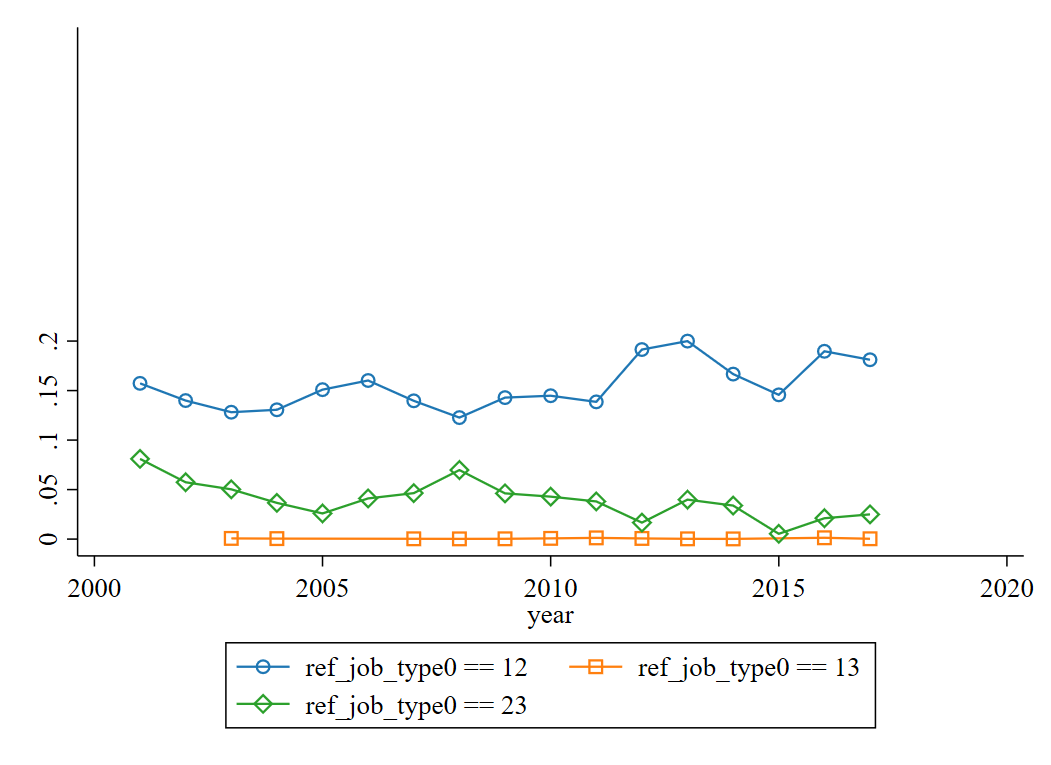 .2
.15
.1
.05
0
2000 2005 2010 2015 2020
year
ref_job_type0 == 12 ref_job_type0 == 13
ref_job_type0 == 23